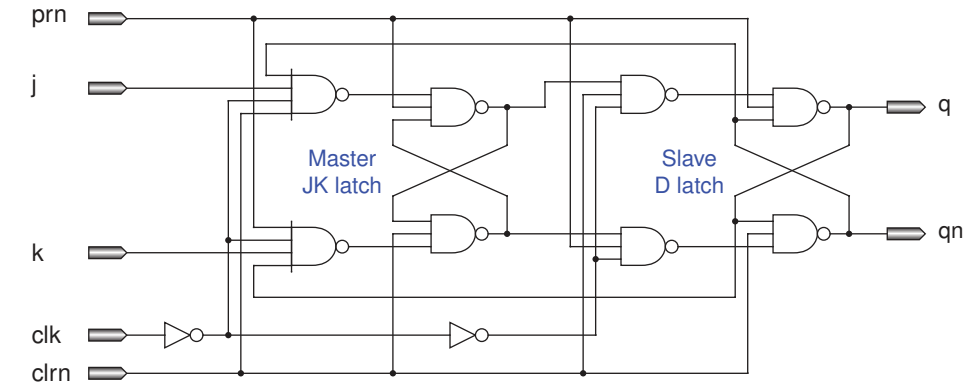 prn
j
q
Master
JK latch
Slave
D latch
k
qn
clk
clrn